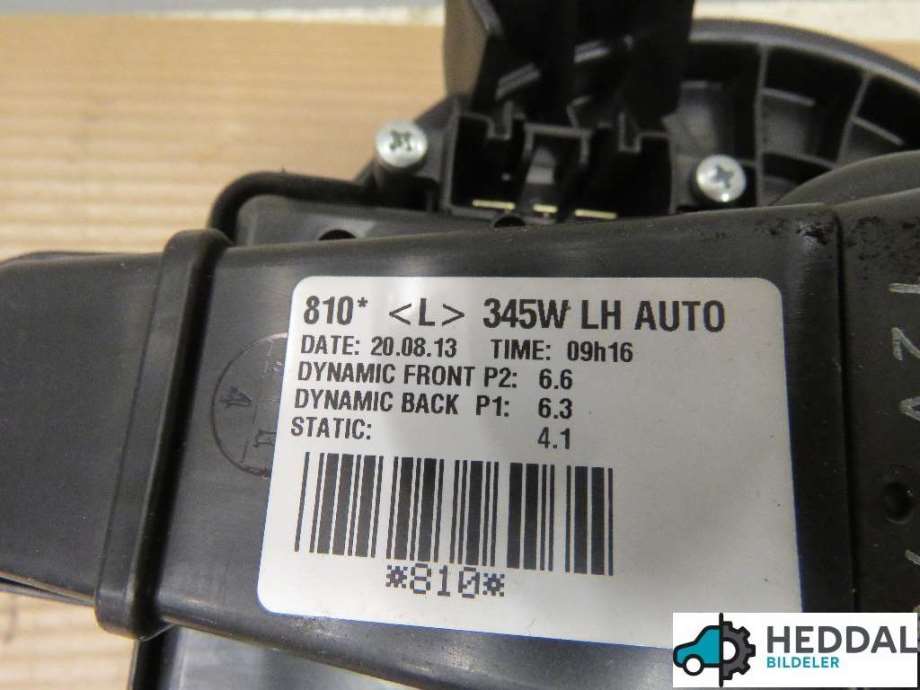 810* <L> 345W LH AUTO
DATE: 20.08.13 TIME: 09h16
DYNAMIC FRONT P2: 6.6
DYNAMIC BACK P1: 6.3
STATIC: 4.1
*810*
HEDDAL
BILDELER